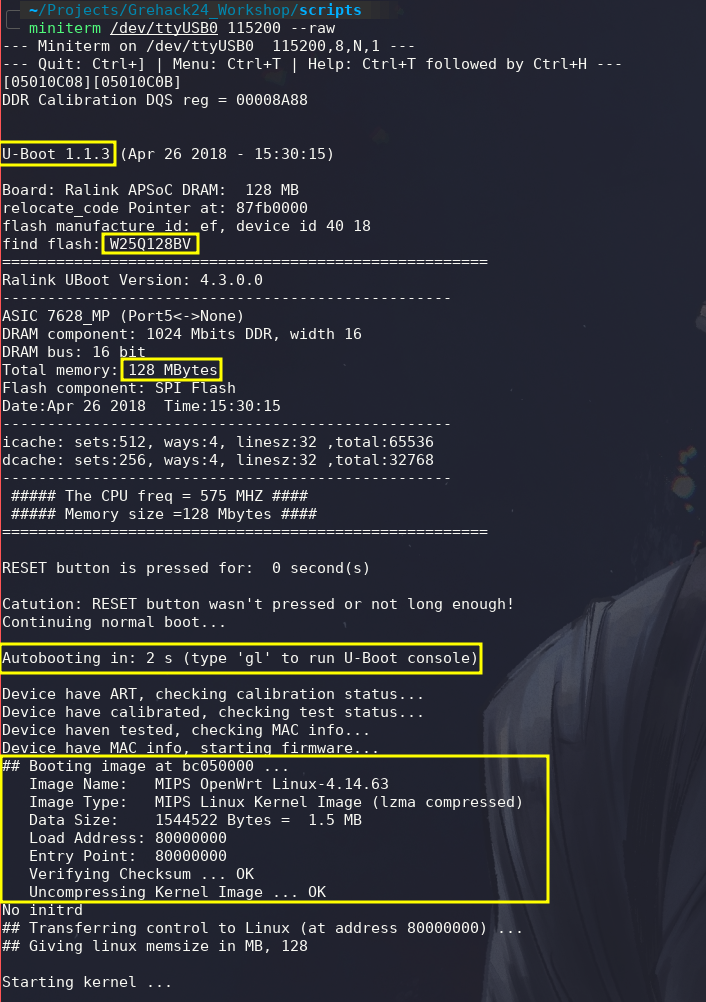 ~/Projects/Grehack24_Workshop/scripts
miniterm /dev/ttyUSB0 115200 --raw
--- Miniterm on /dev/ttyUSB0  115200,8,N,1 ---
--- Quit: Ctrl+] | Menu: Ctrl+T | Help: Ctrl+T followed by Ctrl+H ---
[05010C08][05010C0B]
DDR Calibration DQS reg = 00008A88
U-Boot 1.1.3 (Apr 26 2018 - 15:30:15)
Board: Ralink APSoC DRAM:  128 MB
relocate_code Pointer at: 87fb0000
flash manufacture id: ef, device id 40 18
find flash: W25Q128BV
======================================================
Ralink UBoot Version: 4.3.0.0
--------------------------------------------------
ASIC 7628_MP (Port5<->None)
DRAM component: 1024 Mbits DDR, width 16
DRAM bus: 16 bit
Total memory: 128 MBytes
Flash component: SPI Flash
Date:Apr 26 2018  Time:15:30:15
--------------------------------------------------
icache: sets:512, ways:4, linesz:32 ,total:65536
dcache: sets:256, ways:4, linesz:32 ,total:32768
--------------------------------------------------
 ##### The CPU freq = 575 MHZ ####
 ##### Memory size =128 Mbytes ####
======================================================
RESET button is pressed for:  0 second(s)
Catution: RESET button wasn't pressed or not long enough!
Continuing normal boot...
Autobooting in: 2 s (type 'gl' to run U-Boot console)
Device have ART, checking calibration status...
Device have calibrated, checking test status...
Device haven tested, checking MAC info...
Device have MAC info, starting firmware...
## Booting image at bc050000 ...
   Image Name:   MIPS OpenWrt Linux-4.14.63
   Image Type:   MIPS Linux Kernel Image (lzma compressed)
   Data Size:    1544522 Bytes =  1.5 MB
   Load Address: 80000000
   Entry Point:  80000000
   Verifying Checksum ... OK
   Uncompressing Kernel Image ... OK
No initrd
## Transferring control to Linux (at address 80000000) ...
## Giving linux memsize in MB, 128
Starting kernel ...